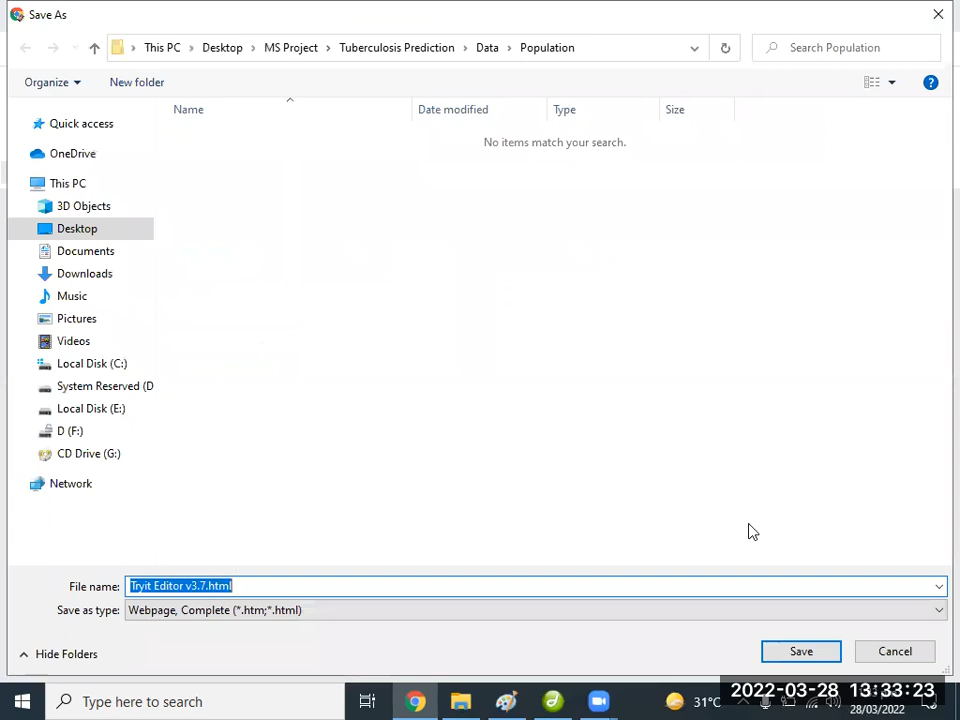 Save As
This PC > Desktop > MS Project > Tuberculosis Prediction > Data > Population
Search Population
Organize
New folder
Name
Date modified
Type
Size
No items match your search.
Quick access
OneDrive
This PC
3D Objects
Desktop
Documents
Downloads
Music
Pictures
Videos
Local Disk (C:)
System Reserved (D
Local Disk (E:)
D (F:)
CD Drive (G:)
Network
File name: Tryit Editor v3.7.html
Save as type: Webpage, Complete (*.htm;*.html)
Hide Folders
Save
Cancel
Type here to search
31°C
2022-03-28 13:33:23
28/03/2022